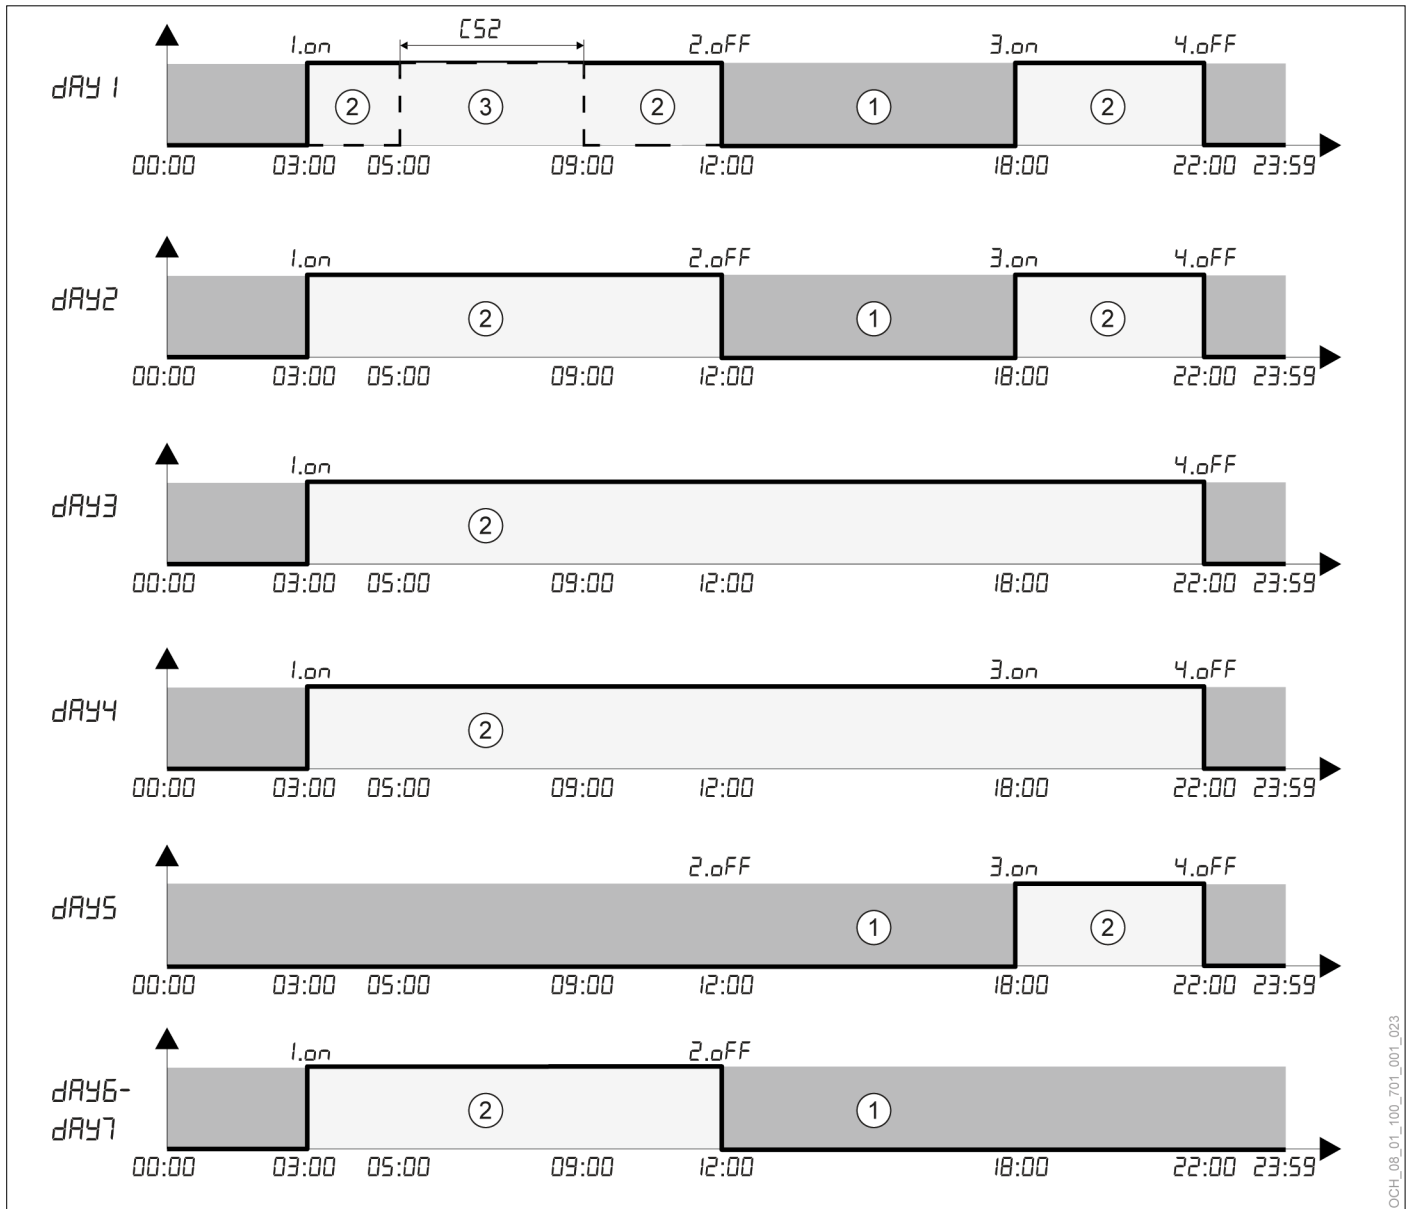 CS2
1.on 2.oFF 3.on 4.oFF
dAY1
2 3 2 1 2
00:00 03:00 05:00 09:00 12:00 18:00 22:00 23:59
1.on 2.oFF 3.on 4.oFF
dAY2
2 1 2
00:00 03:00 05:00 09:00 12:00 18:00 22:00 23:59
1.on 4.oFF
dAY3
2
00:00 03:00 05:00 09:00 12:00 18:00 22:00 23:59
1.on 3.on 4.oFF
dAY4
2
00:00 03:00 05:00 09:00 12:00 18:00 22:00 23:59
2.oFF 3.on 4.oFF
dAY5
1 2
00:00 03:00 05:00 09:00 12:00 18:00 22:00 23:59
1.on 2.oFF
dAY6-
dAY7
2 1
00:00 03:00 05:00 09:00 12:00 18:00 22:00 23:59
OCH_08_01_100_701_001_023